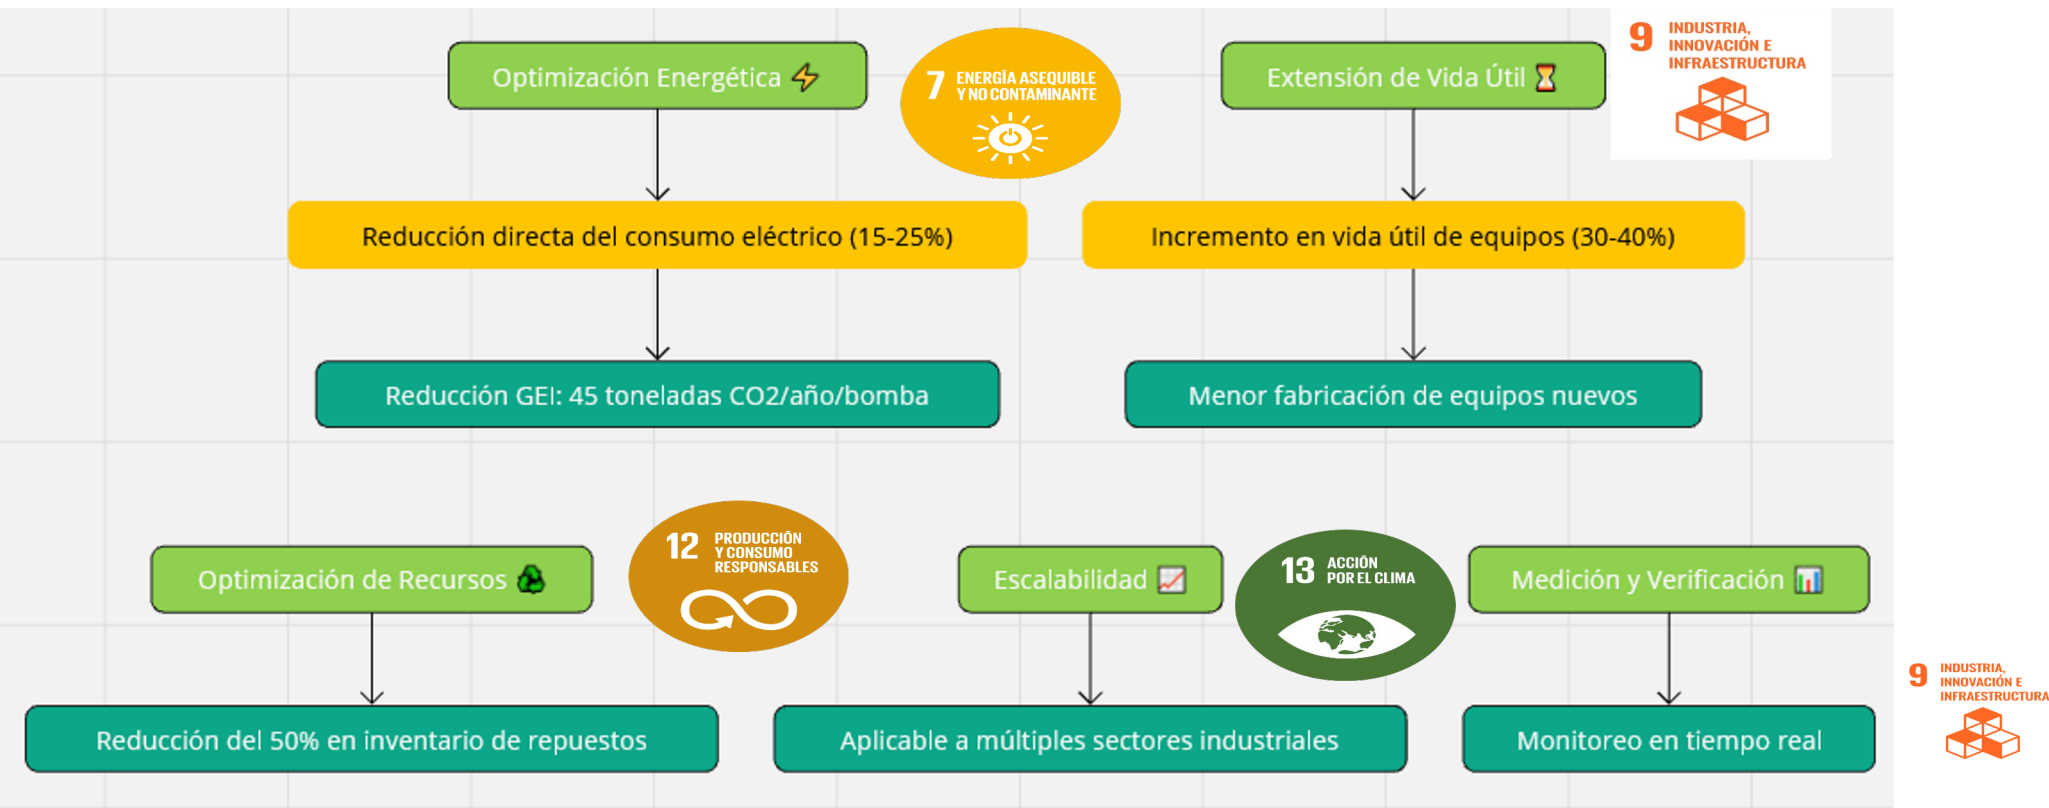 Optimización Energética
7 ENERGÍA ASEQUIBLE
Y NO CONTAMINANTE
Extensión de Vida Útil
9 INDUSTRIA,
INNOVACIÓN E
INFRAESTRUCTURA
Reducción directa del consumo eléctrico (15-25%)
Incremento en vida útil de equipos (30-40%)
Reducción GEI: 45 toneladas CO2/año/bomba
Menor fabricación de equipos nuevos
Optimización de Recursos
12 PRODUCCIÓN
Y CONSUMO
RESPONSABLES
Escalabilidad
13 ACCIÓN
POR EL CLIMA
Medición y Verificación
9 INDUSTRIA,
INNOVACIÓN E
INFRAESTRUCTURA
Reducción del 50% en inventario de repuestos
Aplicable a múltiples sectores industriales
Monitoreo en tiempo real